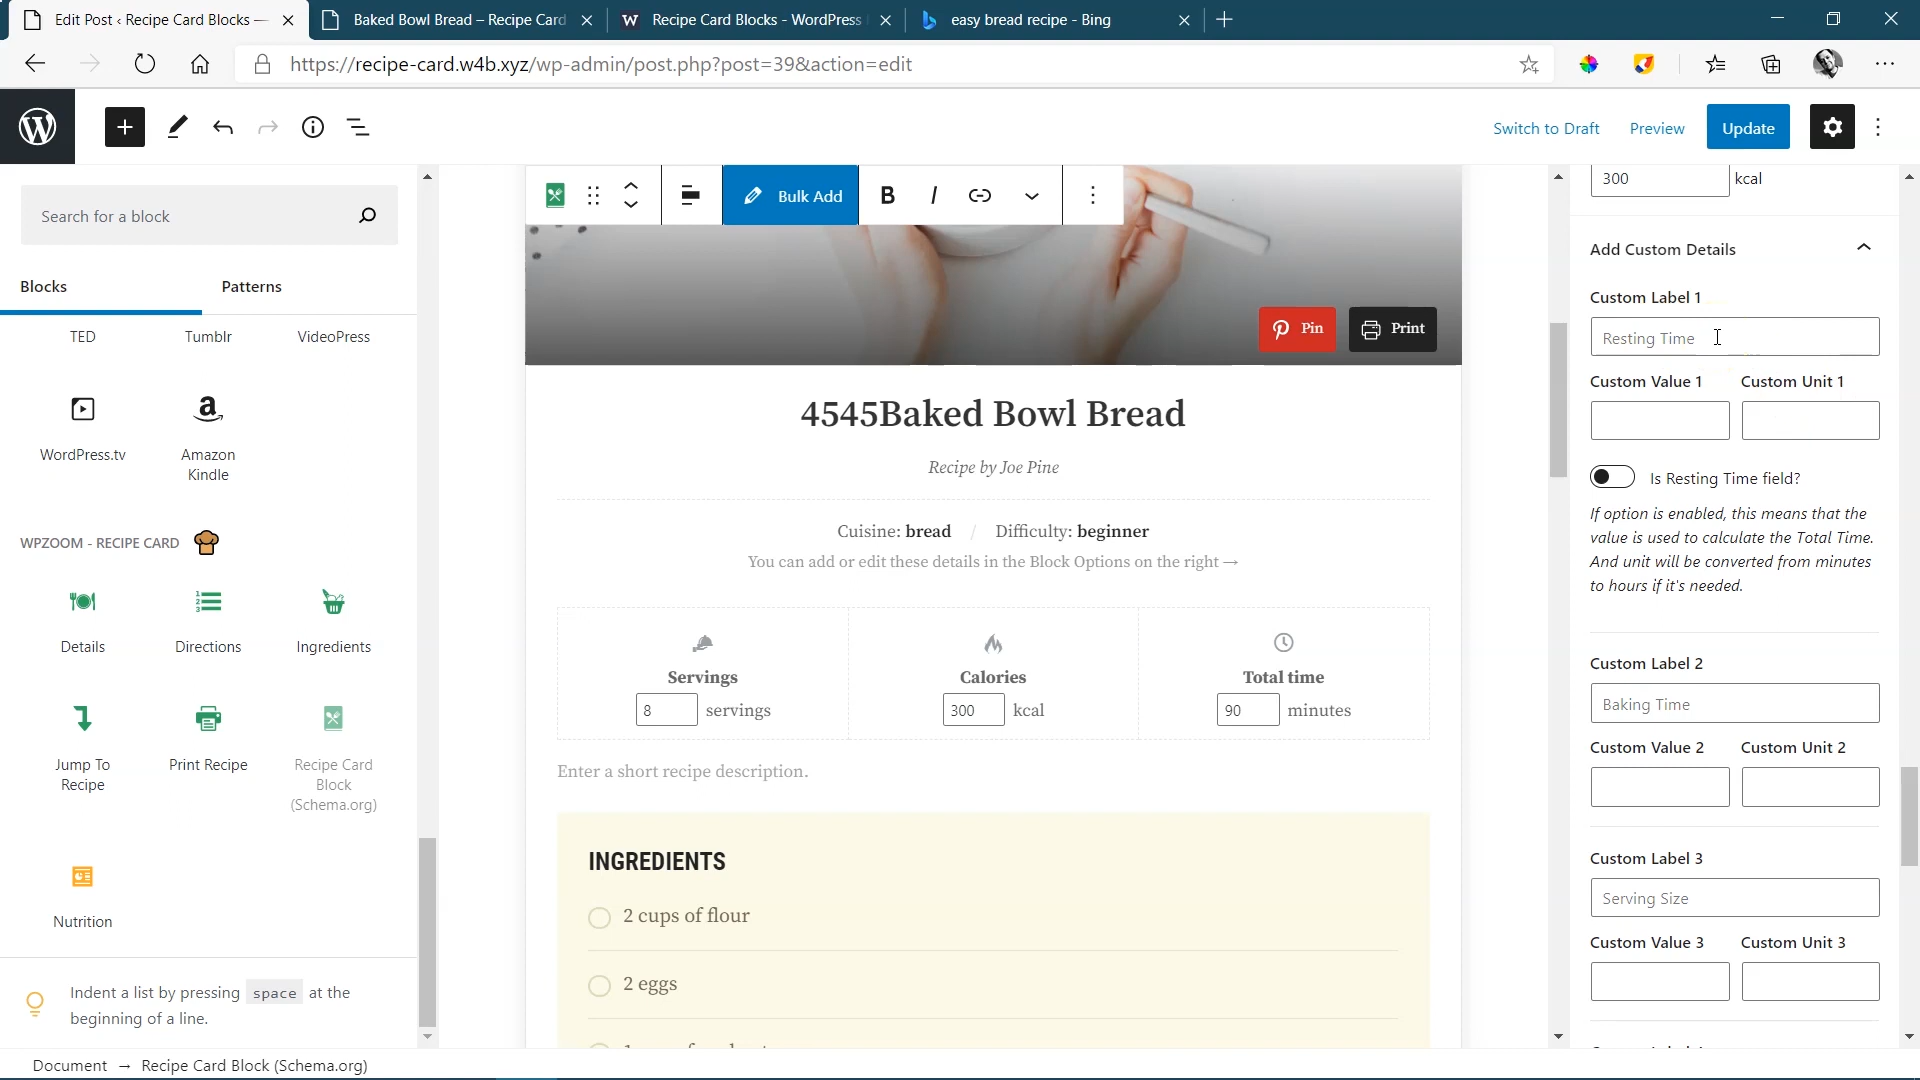 Edit Post ‹ Recipe Card Blocks —
Baked Bowl Bread – Recipe Card
Recipe Card Blocks - WordPress
easy bread recipe - Bing
https://recipe-card.w4b.xyz/wp-admin/post.php?post=39&action=edit
Switch to Draft
Preview
Update
Search for a block
Blocks
Patterns
TED
Tumblr
VideoPress
WordPress.tv
Amazon
Kindle
WPZOOM - RECIPE CARD
Details
Directions
Ingredients
Jump To
Recipe
Print Recipe
Recipe Card
Block
(Schema.org)
Nutrition
Indent a list by pressing space at the
beginning of a line.
Document → Recipe Card Block (Schema.org)
Bulk Add
B
I
Pin
Print
4545Baked Bowl Bread
Recipe by Joe Pine
Cuisine: bread / Difficulty: beginner
You can add or edit these details in the Block Options on the right →
Servings
8 servings
Calories
300 kcal
Total time
90 minutes
Enter a short recipe description.
INGREDIENTS
2 cups of flour
2 eggs
300 kcal
Add Custom Details
Custom Label 1
Resting Time
Custom Value 1
Custom Unit 1
Is Resting Time field?
If option is enabled, this means that the
value is used to calculate the Total Time.
And unit will be converted from minutes
to hours if it's needed.
Custom Label 2
Baking Time
Custom Value 2
Custom Unit 2
Custom Label 3
Serving Size
Custom Value 3
Custom Unit 3